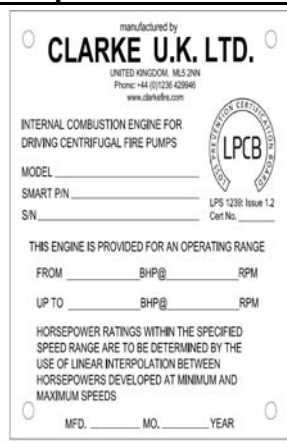 manufactured by
CLARKE U.K. LTD.
UNITED KINGDOM, ML5 2NN
Phone: +44 (0)1236 429946
www.clarkefire.com
INTERNAL COMBUSTION ENGINE FOR
DRIVING CENTRIFUGAL FIRE PUMPS
LOSS PREVENTION CERTIFICATION BOARD
LPCB
MODEL
SMART P/N
LPS 1239: Issue 1.2
S/N
Cert No.
THIS ENGINE IS PROVIDED FOR AN OPERATING RANGE
FROM BHP@ RPM
UP TO BHP@ RPM
HORSEPOWER RATINGS WITHIN THE SPECIFIED
SPEED RANGE ARE TO BE DETERMINED BY THE
USE OF LINEAR INTERPOLATION BETWEEN
HORSEPOWERS DEVELOPED AT MINIMUM AND
MAXIMUM SPEEDS
MFD. MO. YEAR